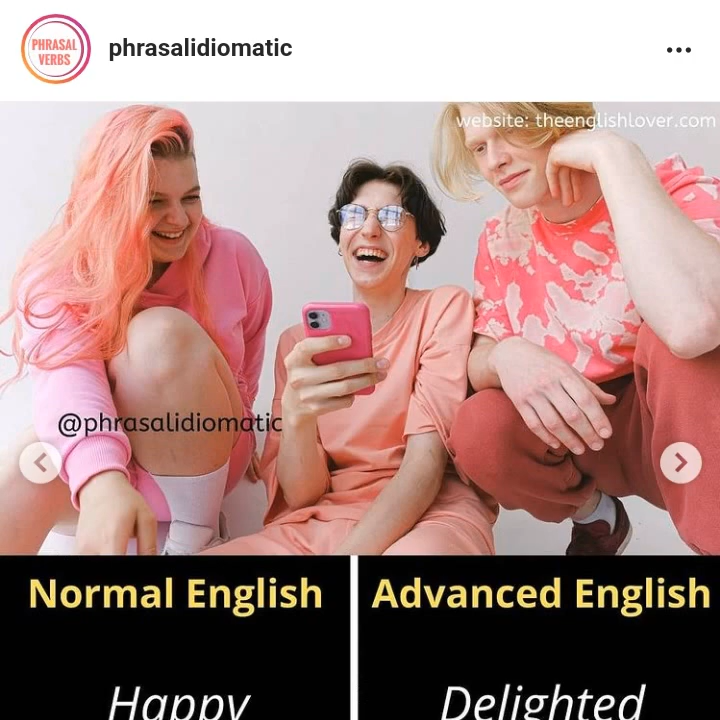 PHRASAL
VERBS
phrasalidiomatic
website: theenglishlover.com
@phrasalidiomatic
Normal English
Advanced English
Happy
Delighted